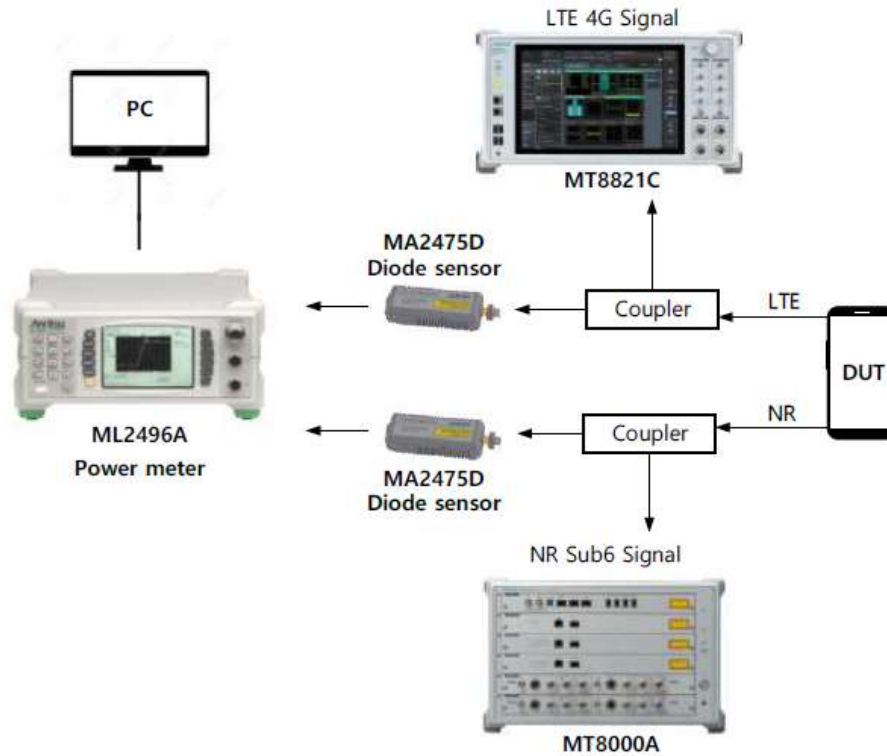 LTE 4G Signal
PC
MT8821C
MA2475D
Diode sensor
Coupler
LTE
Anritsu
DUT
ML2496A
Power meter
Coupler
NR
MA2475D
Diode sensor
NR Sub6 Signal
MT8000A